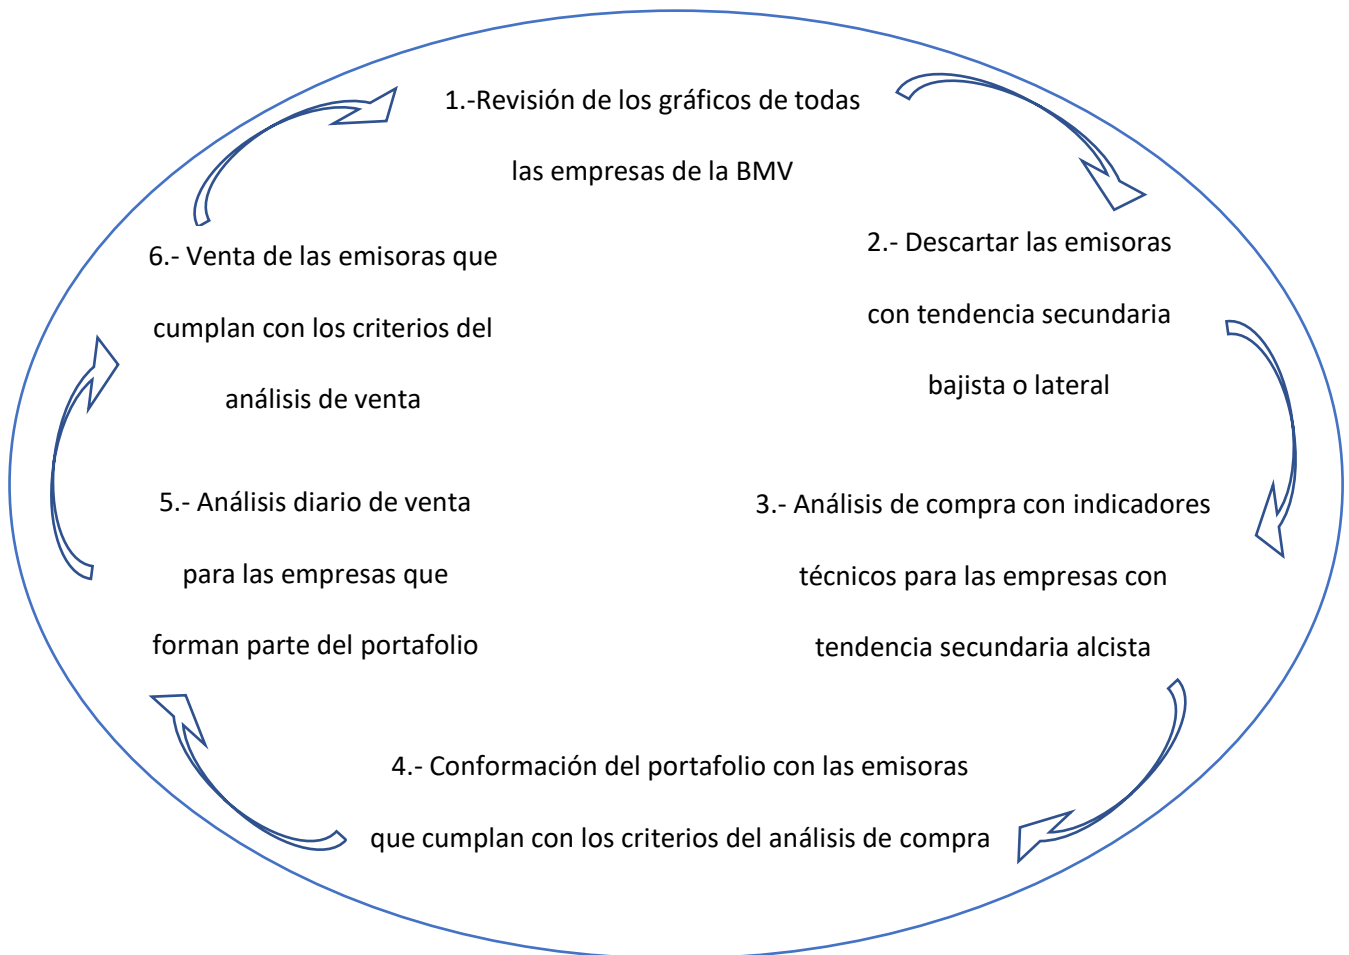 1.-Revisión de los gráficos de todas
las empresas de la BMV
2.- Descartar las emisoras
con tendencia secundaria
bajista o lateral
3.- Análisis de compra con indicadores
técnicos para las empresas con
tendencia secundaria alcista
4.- Conformación del portafolio con las emisoras
que cumplan con los criterios del análisis de compra
5.- Análisis diario de venta
para las empresas que
forman parte del portafolio
6.- Venta de las emisoras que
cumplan con los criterios del
análisis de venta